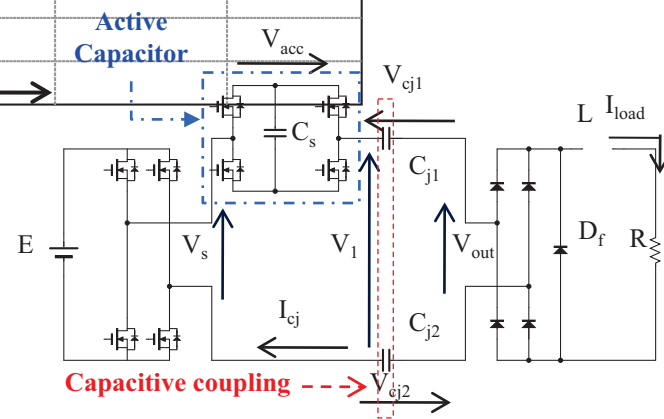 Active
Capacitor
Vacc
Vcj1
Cs
L
Iload
Cj1
E
Vs
V1
Vout
Df
R
Icj
Cj2
Capacitive coupling
Vcj2